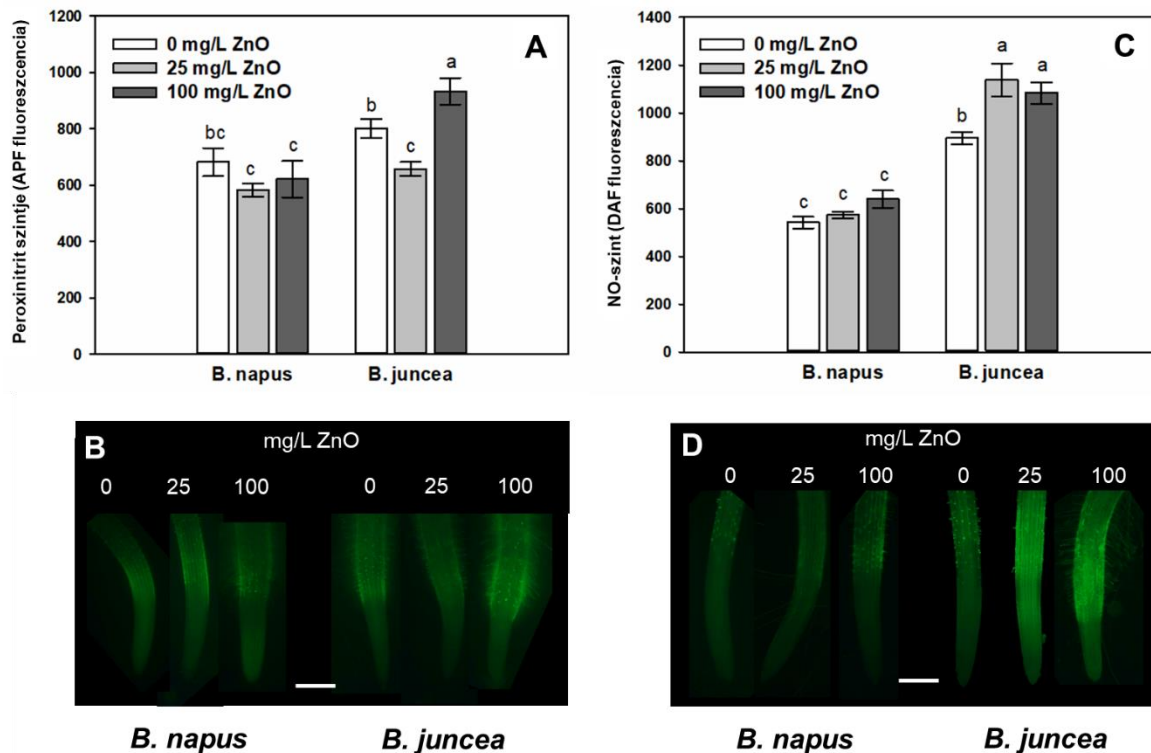 Peroxinitrit szintje (APF fluoreszcencia)
1200
1000
800
600
400
200
0
0 mg/L ZnO
25 mg/L ZnO
100 mg/L ZnO
A
bc
c
c
b
c
a
B. napus
B. juncea
NO-szint (DAF fluoreszcencia)
1400
1200
1000
800
600
400
200
0
0 mg/L ZnO
25 mg/L ZnO
100 mg/L ZnO
C
c
c
c
b
a
a
B. napus
B. juncea
B
mg/L ZnO
0 25 100 0 25 100
B. napus B. juncea
D
mg/L ZnO
0 25 100 0 25 100
B. napus B. juncea